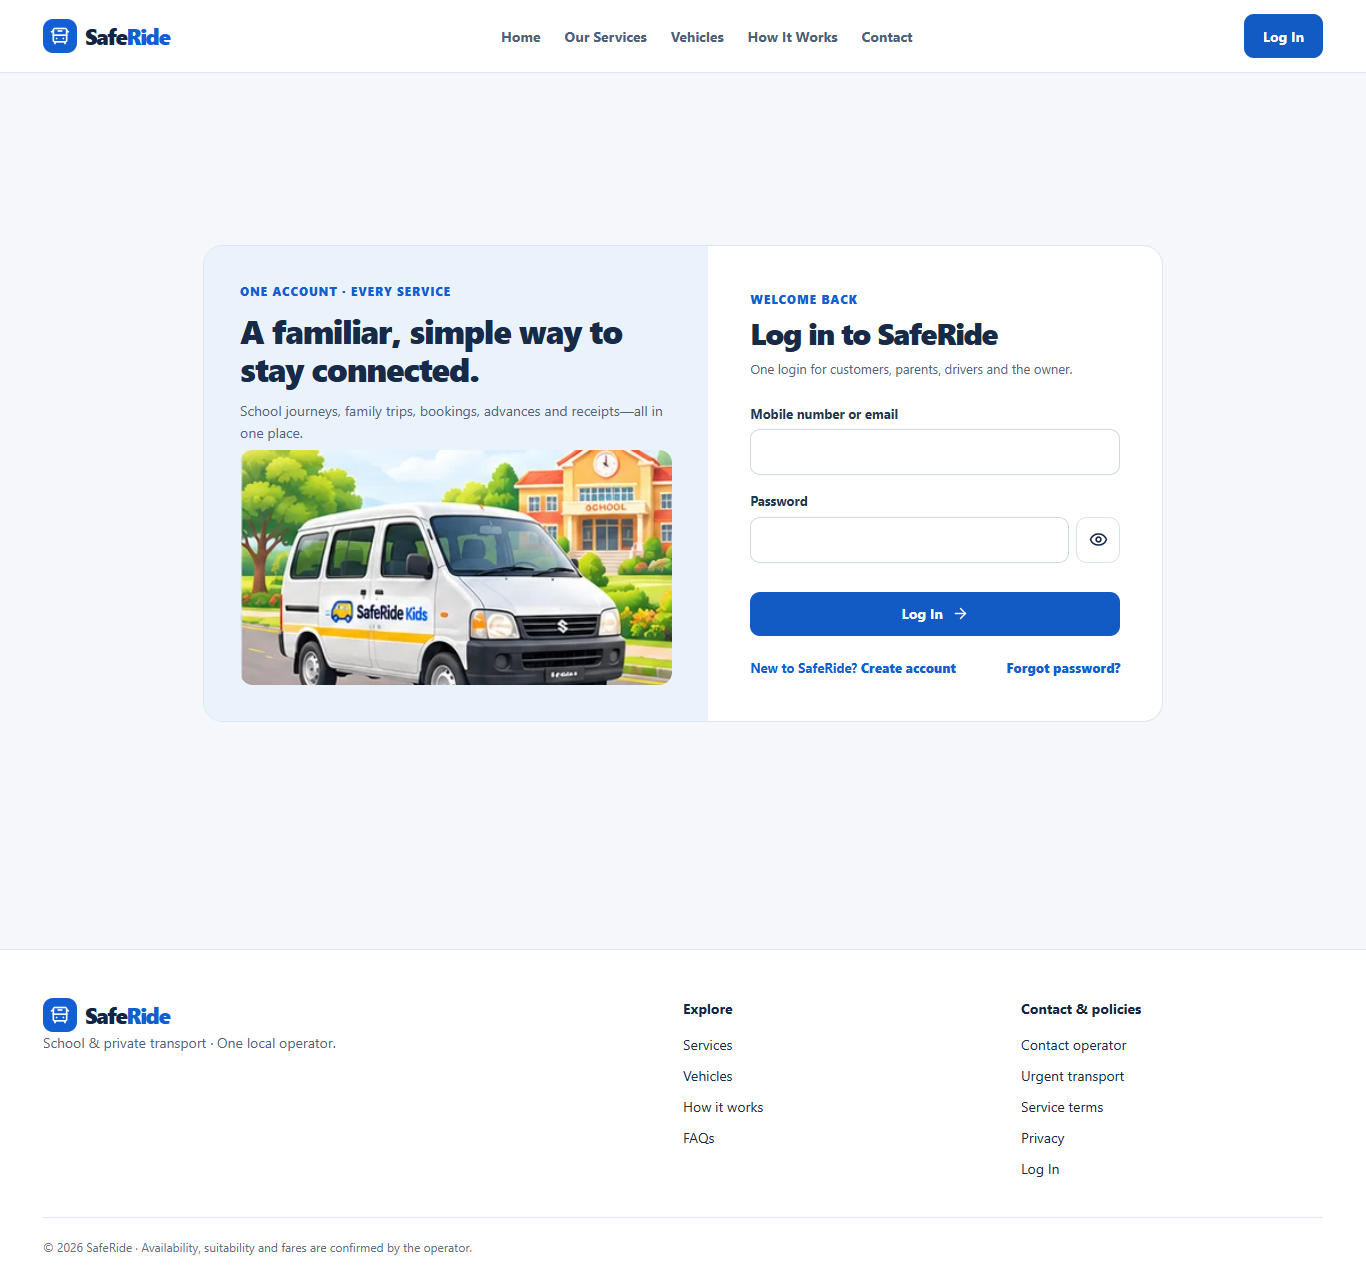 SafeRide
Home
Our Services
Vehicles
How It Works
Contact
Log In
ONE ACCOUNT · EVERY SERVICE
A familiar, simple way to
stay connected.
School journeys, family trips, bookings, advances and receipts—all in
one place.
SafeRide Kids
WELCOME BACK
Log in to SafeRide
One login for customers, parents, drivers and the owner.
Mobile number or email
Password
Log In →
New to SafeRide? Create account
Forgot password?
SafeRide
School & private transport · One local operator.
Explore
Services
Vehicles
How it works
FAQs
Contact & policies
Contact operator
Urgent transport
Service terms
Privacy
Log In
© 2026 SafeRide · Availability, suitability and fares are confirmed by the operator.